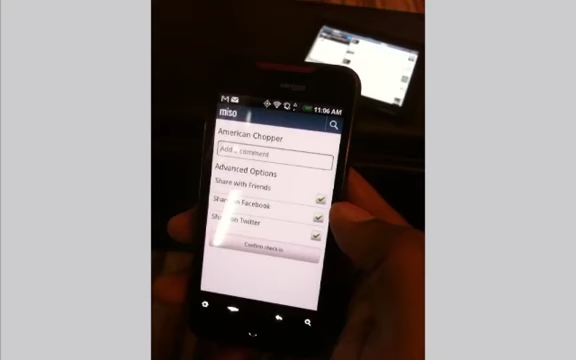 verizon
11:06 AM
miso
American Chopper
Add a comment
Advanced Options
Share with Friends
Share on Facebook
Share on Twitter
Confirm check-in